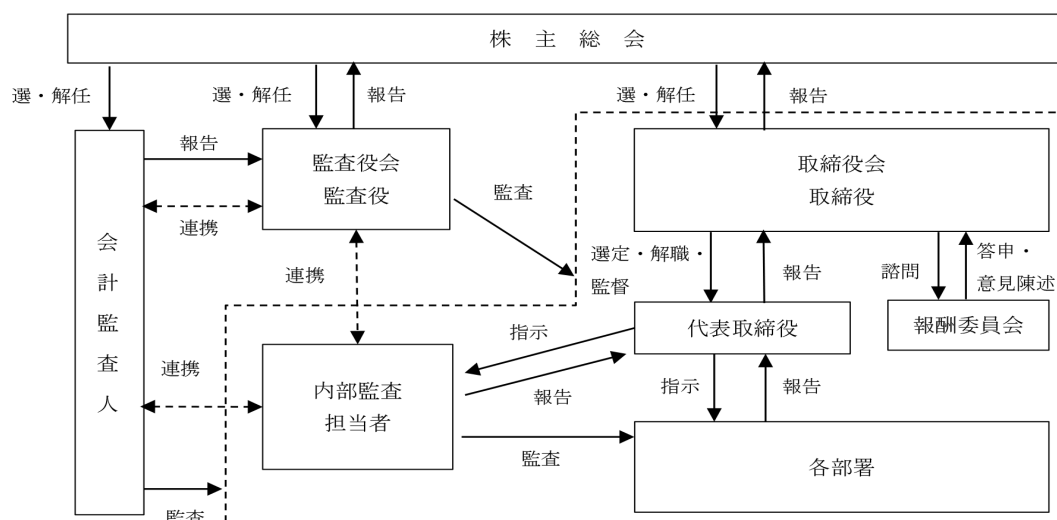 株 主 総 会
選・解任
選・解任
報告
選・解任
報告
会計監査人
報告
監査役会
監査役
監査
取締役会
取締役
連携
連携
選定・解職・
監督
報告
諮問
答申・
意見陳述
代表取締役
報酬委員会
指示
報告
連携
内部監査
担当者
指示
報告
監査
各部署
監査